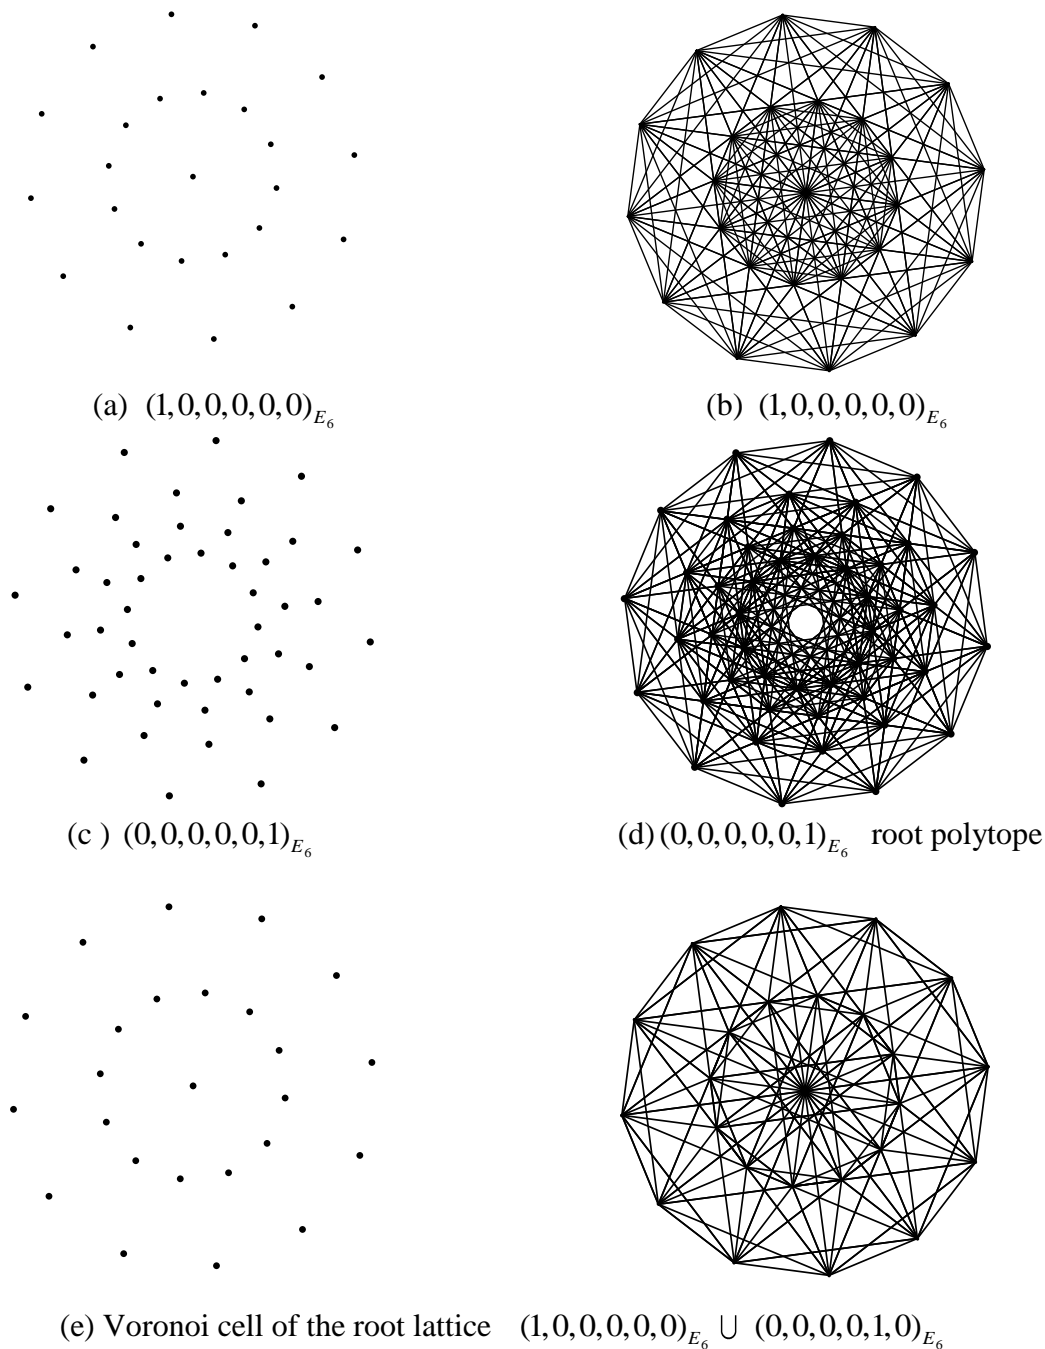 (a) (1,0,0,0,0,0)_{E_6}
(b) (1,0,0,0,0,0)_{E_6}
(c ) (0,0,0,0,0,1)_{E_6}
(d) (0,0,0,0,0,1)_{E_6} root polytope
(e) Voronoi cell of the root lattice (1,0,0,0,0,0)_{E_6} ∪ (0,0,0,0,1,0)_{E_6}